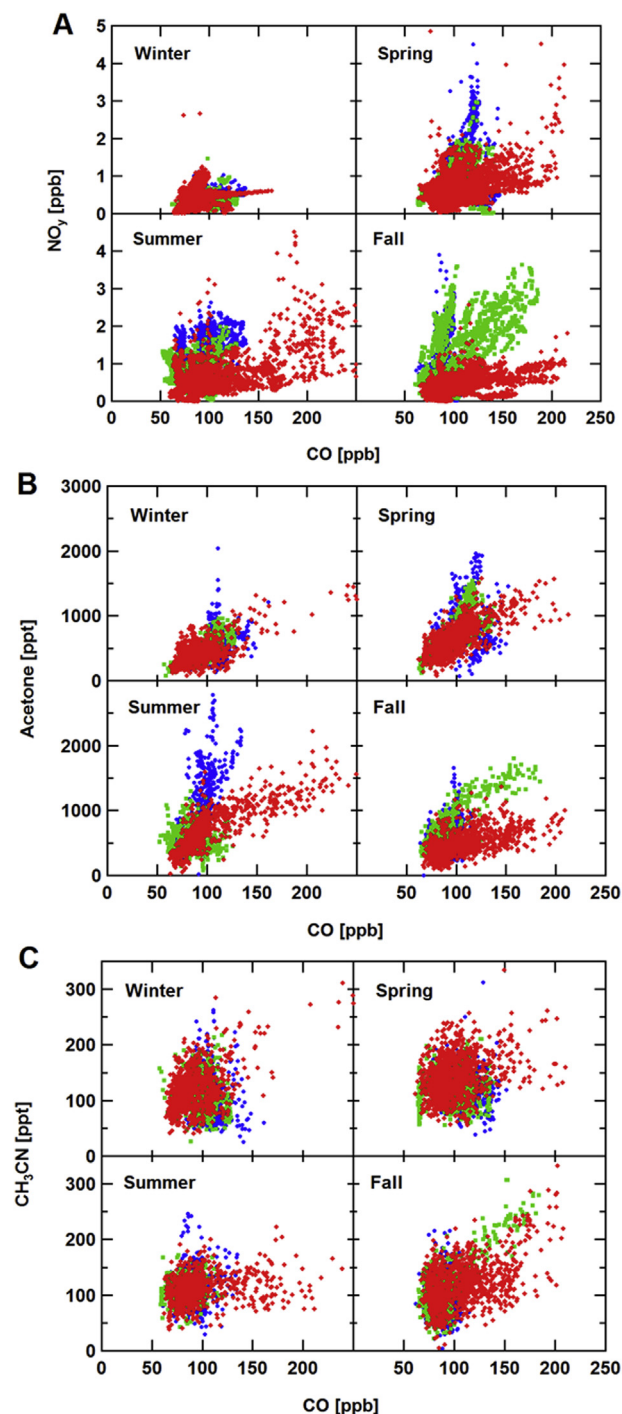 A
Winter
Spring
Summer
Fall
NOy [ppb]
5
4
3
2
1
0
4
3
2
1
0
0 50 100 150 200
50 100 150 200 250
CO [ppb]
B
Winter
Spring
Summer
Fall
Acetone [ppt]
3000
2000
1000
0
2000
1000
0
0 50 100 150 200
50 100 150 200 250
CO [ppb]
C
Winter
Spring
Summer
Fall
CH3CN [ppt]
300
200
100
0
300
200
100
0
0 50 100 150 200
50 100 150 200 250
CO [ppb]